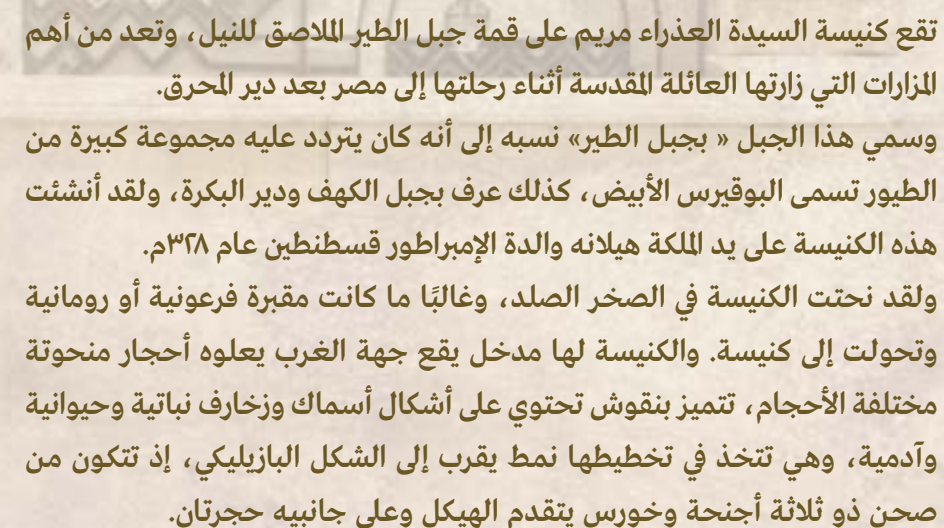 تقع كنيسة السيدة العذراء مريم على قمة جبل الطير الملاصق للنيل، وتعد من أهم
المزارات التي زارتها العائلة المقدسة أثناء رحلتها إلى مصر بعد دير المحرق.
وسمي هذا الجبل « بجبل الطير» نسبه إلى أنه كان يتردد عليه مجموعة كبيرة من
الطيور تسمى البوقيرس الأبيض، كذلك عرف بجبل الكهف ودير البكرة، ولقد أنشئت
هذه الكنيسة على يد الملكة هيلانه والدة الإمبراطور قسطنطين عام ٣٢٨م.
ولقد نحتت الكنيسة في الصخر الصلد، وغالبًا ما كانت مقبرة فرعونية أو رومانية
وتحولت إلى كنيسة. والكنيسة لها مدخل يقع جهة الغرب يعلوه أحجار منحوتة
مختلفة الأحجام، تتميز بنقوش تحتوي على أشكال أسماك وزخارف نباتية وحيوانية
وآدمية، وهي تتخذ في تخطيطها نمط يقرب إلى الشكل البازيليكي، إذ تتكون من
صحن ذو ثلاثة أجنحة وخورس يتقدم الهيكل وعلى جانبيه حجرتان.